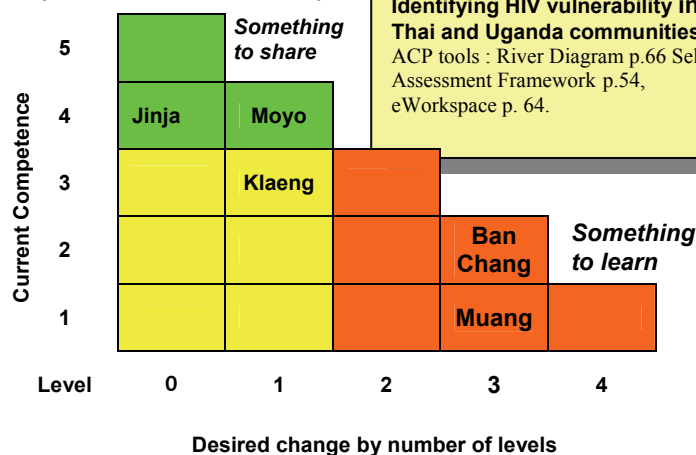 Identifying HIV vulnerability in
Thai and Uganda communities
ACP tools : River Diagram p.66
Assessment Framework p.54,
eWorkspace p. 64.
Something
to share
5
4
Jinja
Moyo
3
Klaeng
2
Ban
Chang
Something
to learn
1
Muang
Current Competence
Level
0
1
2
3
4
Desired change by number of levels